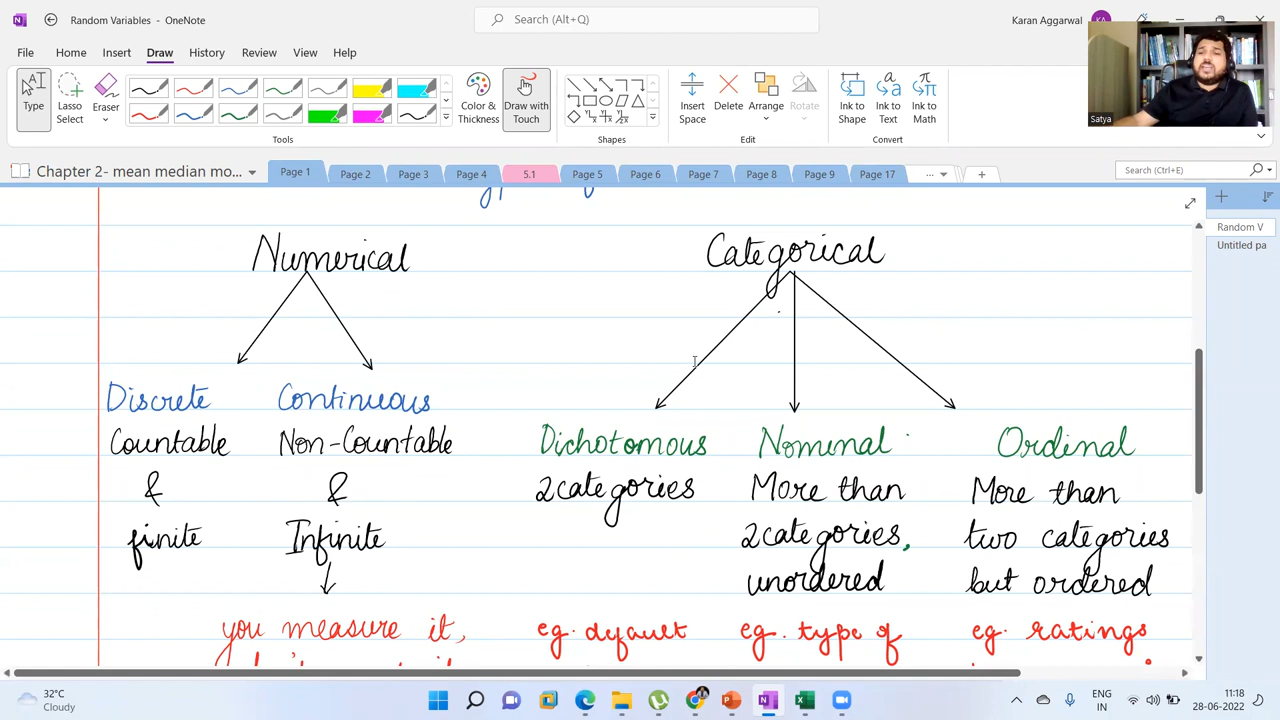 Random Variables - OneNote
Search (Alt+Q)
Karan Aggarwal
KA
File Home Insert Draw History Review View Help
Type
Lasso Select
Eraser
Color & Thickness
Draw with Touch
Insert Space
Delete
Arrange
Rotate
Ink to Shape
Ink to Text
Ink to Math
Tools
Shapes
Edit
Convert
Satya
Chapter 2- mean median mo...
Page 1
Page 2
Page 3
Page 4
5.1
Page 5
Page 6
Page 7
Page 8
Page 9
Page 17
...
Search (Ctrl+E)
Random V
Untitled pa
Numerical
Categorical
Discrete
Countable
&
finite
Continuous
Non-Countable
&
Infinite
you measure it,
Dichotomous
2categories
eg. default
Nominal
More than
2categories,
unordered
eg. type of
Ordinal
More than
two categories
but ordered
eg. ratings
32°C
Cloudy
ENG
IN
11:18
28-06-2022